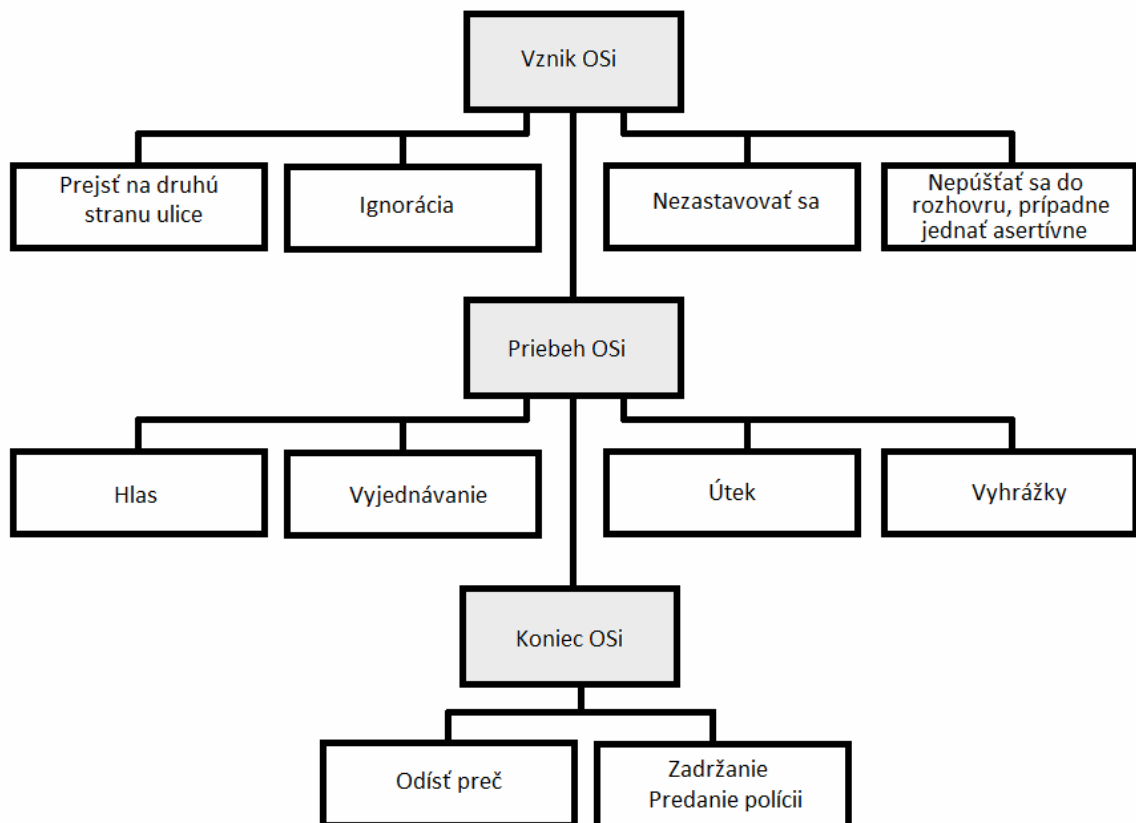 Vznik OSi
Prejsť na druhú
stranu ulice
Ignorácia
Nezastavovať sa
Nepúšťať sa do
rozhovru, prípadne
jednať asertívne
Priebeh OSi
Hlas
Vyjednávanie
Útek
Vyhrážky
Koniec OSi
Odísť preč
Zadržanie
Predanie polícii